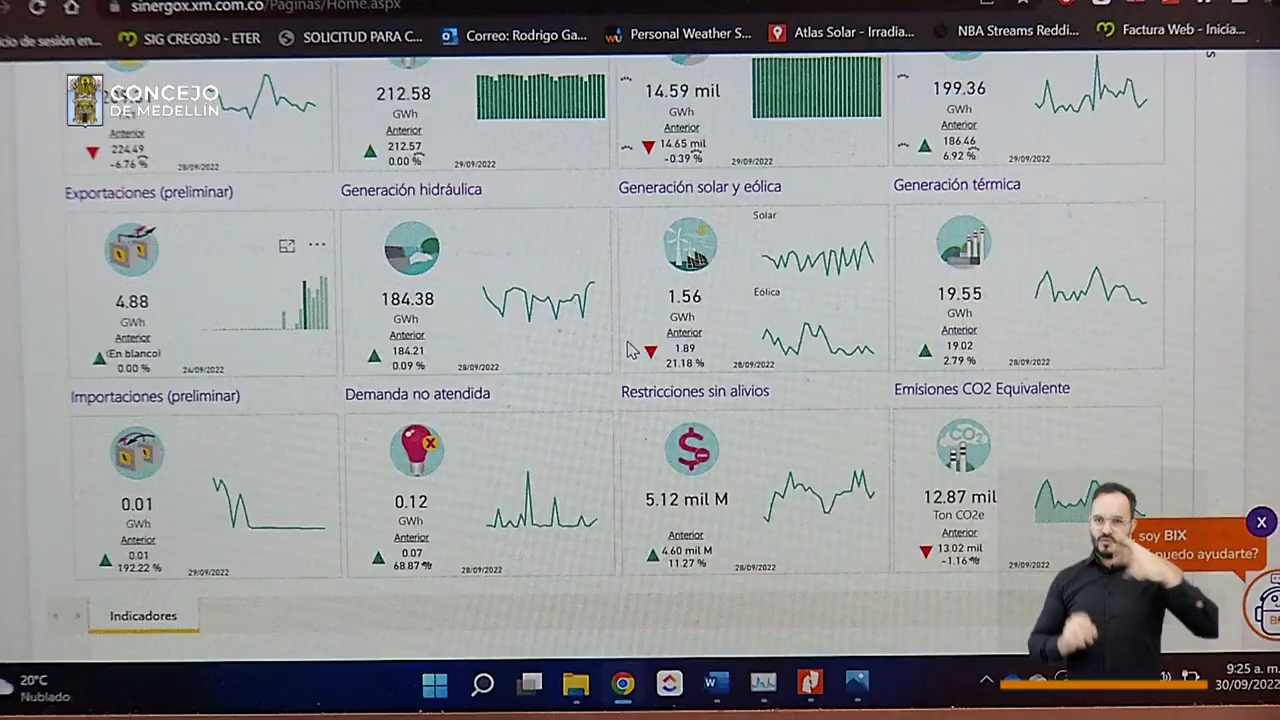 sinergox.xm.com.co/Paginas/Home.aspx
SIG CREG030 - ETER
SOLICITUD PARA C...
Correo: Rodrigo Ga...
Personal Weather S...
Atlas Solar - Irradia...
NBA Streams Reddi...
Factura Web - Inicia...
cio de sesión en...
CONCEJO
DE MEDELLÍN
Anterior
224.49
-6.76 %
28/09/2022
212.58
GWh
Anterior
212.57
0.00 %
29/09/2022
14.59 mil
GWh
Anterior
14.65 mil
-0.39 %
29/09/2022
199.36
GWh
Anterior
186.46
6.92 %
29/09/2022
Exportaciones (preliminar)
4.88
GWh
Anterior
(En blanco)
0.00 %
24/09/2022
Generación hidráulica
184.38
GWh
Anterior
184.21
0.09 %
28/09/2022
Generación solar y eólica
Solar
Eólica
1.56
GWh
Anterior
1.89
21.18 %
28/09/2022
Generación térmica
19.55
GWh
Anterior
19.02
2.79 %
28/09/2022
Importaciones (preliminar)
0.01
GWh
Anterior
0.01
192.22 %
29/09/2022
Demanda no atendida
0.12
GWh
Anterior
0.07
68.87 %
28/09/2022
Restricciones sin alivios
5.12 mil M
Anterior
4.60 mil M
11.27 %
28/09/2022
Emisiones CO2 Equivalente
CO2
12.87 mil
Ton CO2e
Anterior
13.02 mil
-1.16 %
29/09/2022
soy BIX
puedo ayudarte?
X
Indicadores
20°C
Nublado
9:25 a. m.
30/09/2022